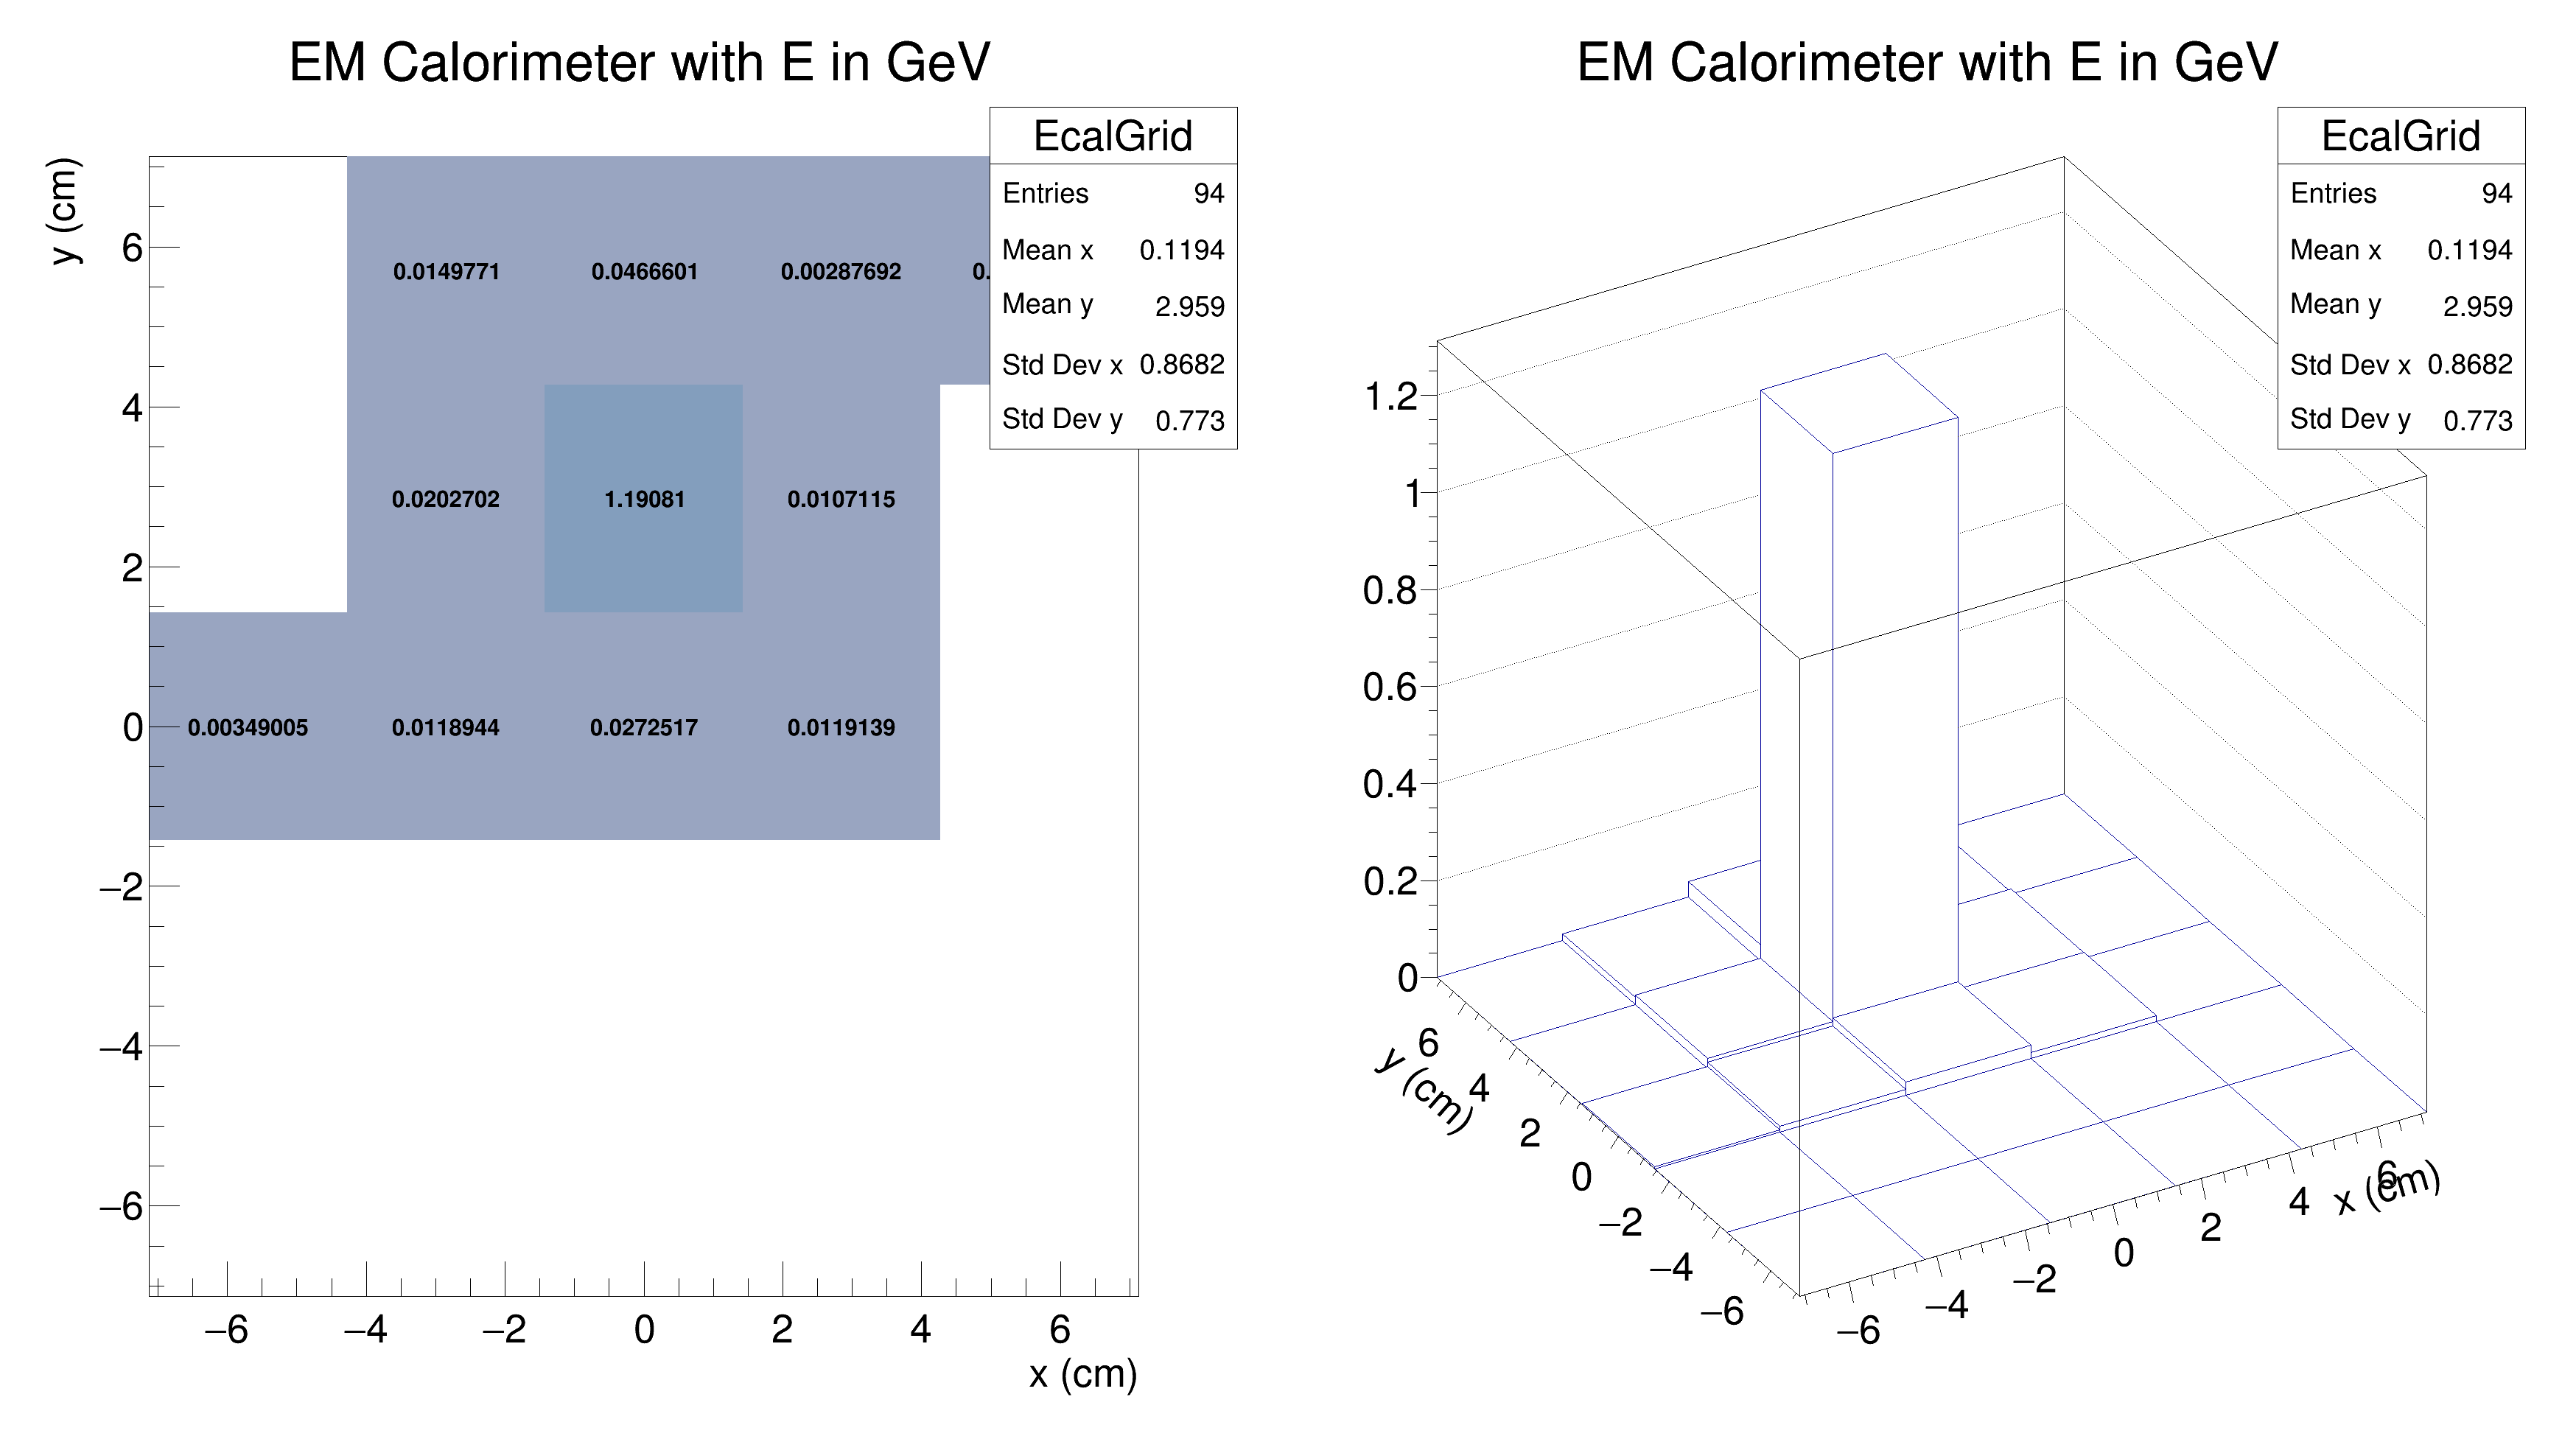 EM Calorimeter with E in GeV
EcalGrid
Entries 94
Mean x 0.1194
Mean y 2.959
Std Dev x 0.8682
Std Dev y 0.773
y (cm)
6
4
2
0
−2
−4
−6
0.0149771 0.0466601 0.00287692 0.
0.0202702 1.19081 0.0107115
0.00349005 0.0118944 0.0272517 0.0119139
−6 −4 −2 0 2 4 6
x (cm)
EM Calorimeter with E in GeV
EcalGrid
Entries 94
Mean x 0.1194
Mean y 2.959
Std Dev x 0.8682
Std Dev y 0.773
1.2
1
0.8
0.6
0.4
0.2
0
y (cm)
6
4
2
0
−2
−4
−6
−6 −4 −2 0 2 4 6
x (cm)